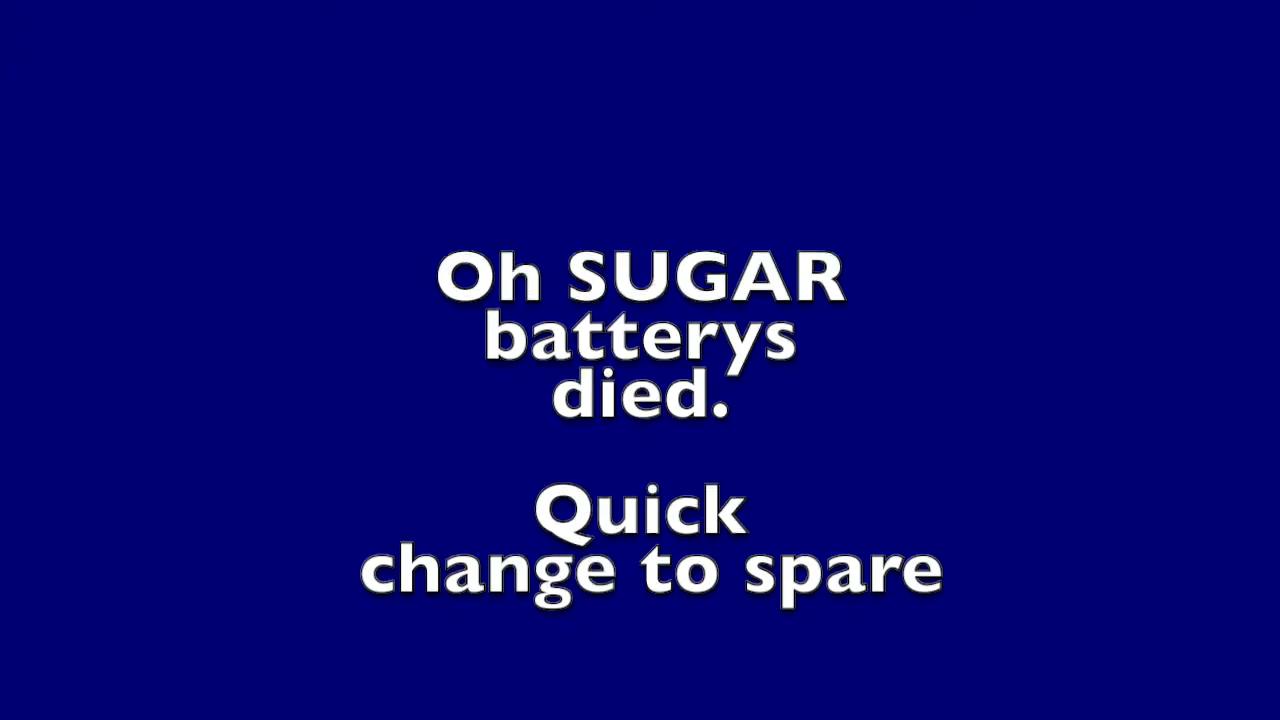 Oh SUGAR
batterys
died.
Quick
change to spare